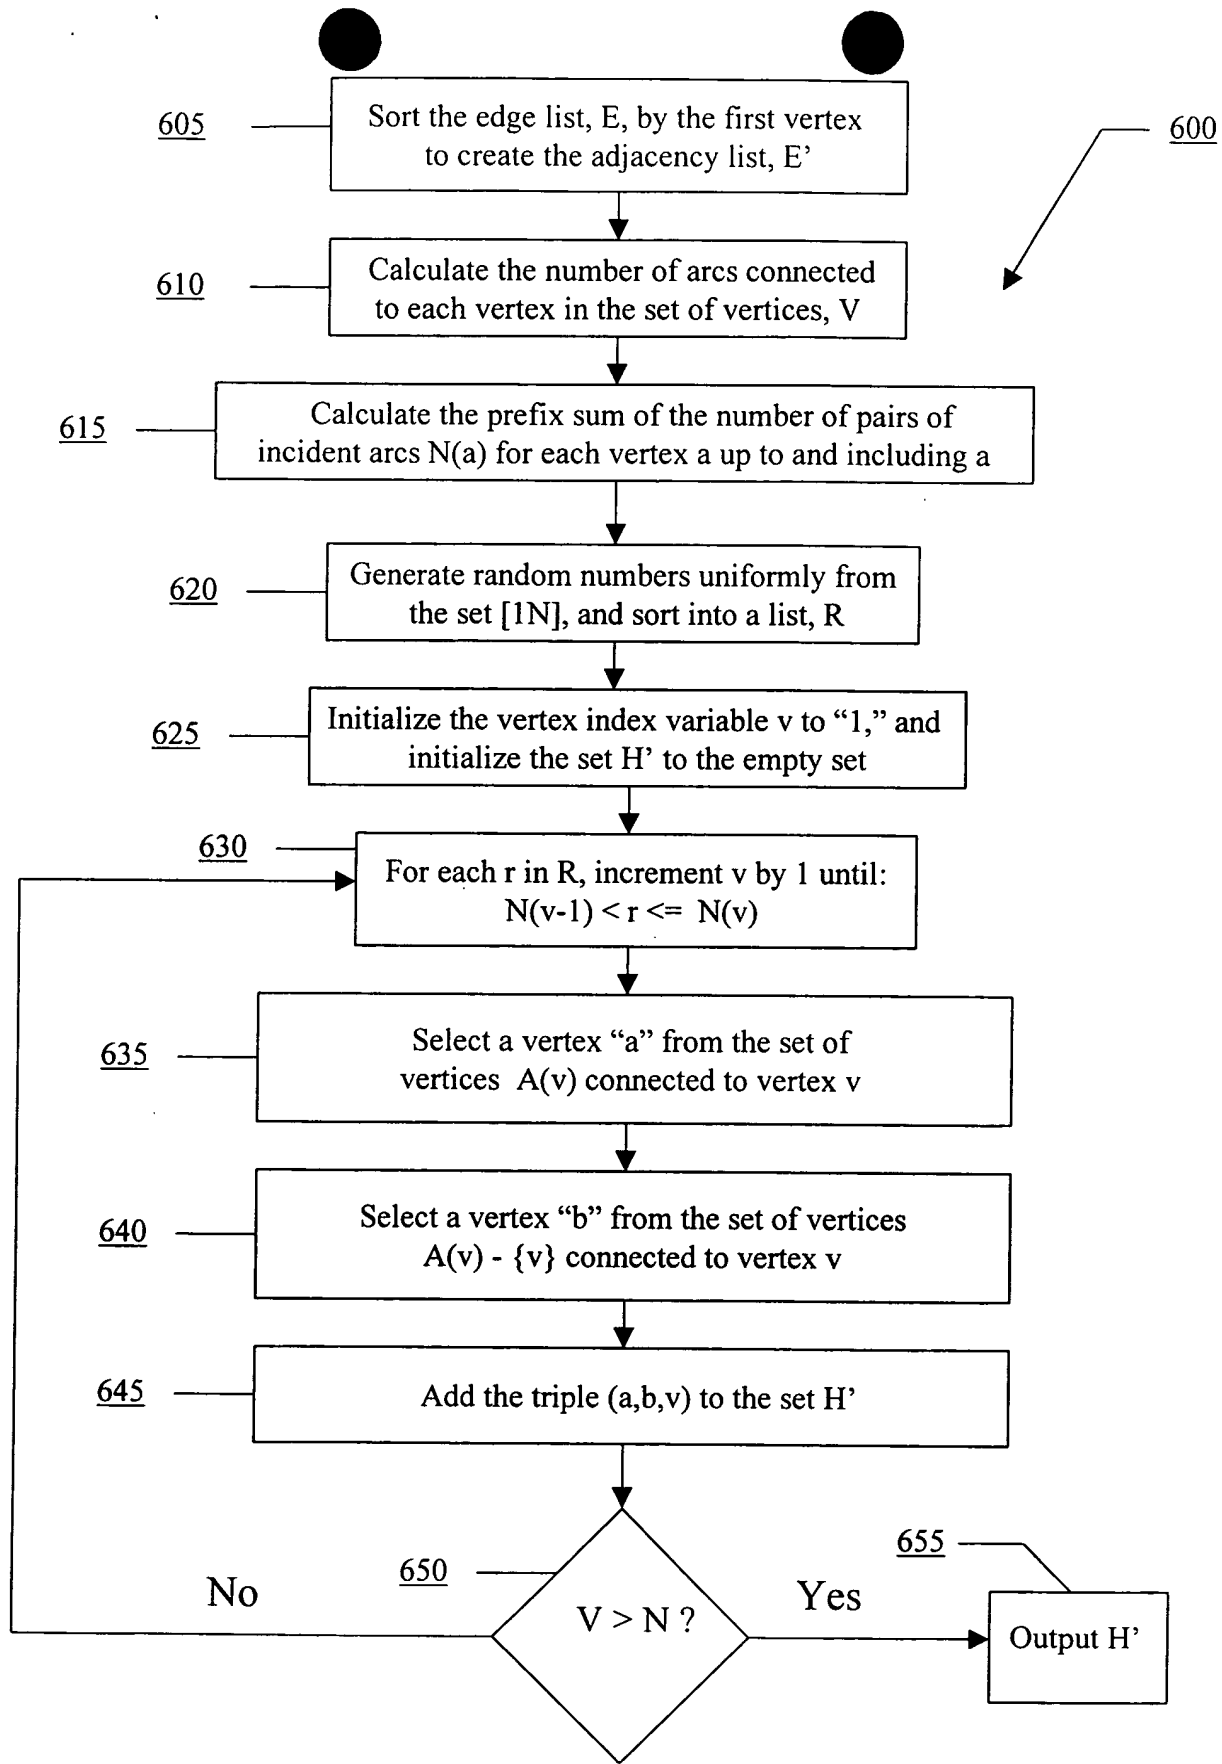 605
Sort the edge list, E, by the first vertex
to create the adjacency list, E’
600
610
Calculate the number of arcs connected
to each vertex in the set of vertices, V
615
Calculate the prefix sum of the number of pairs of
incident arcs N(a) for each vertex a up to and including a
620
Generate random numbers uniformly from
the set [1N], and sort into a list, R
625
Initialize the vertex index variable v to “1,” and
initialize the set H’ to the empty set
630
For each r in R, increment v by 1 until:
N(v-1) < r <= N(v)
635
Select a vertex “a” from the set of
vertices A(v) connected to vertex v
640
Select a vertex “b” from the set of vertices
A(v) - {v} connected to vertex v
645
Add the triple (a,b,v) to the set H’
650
V > N ?
No
Yes
655
Output H’